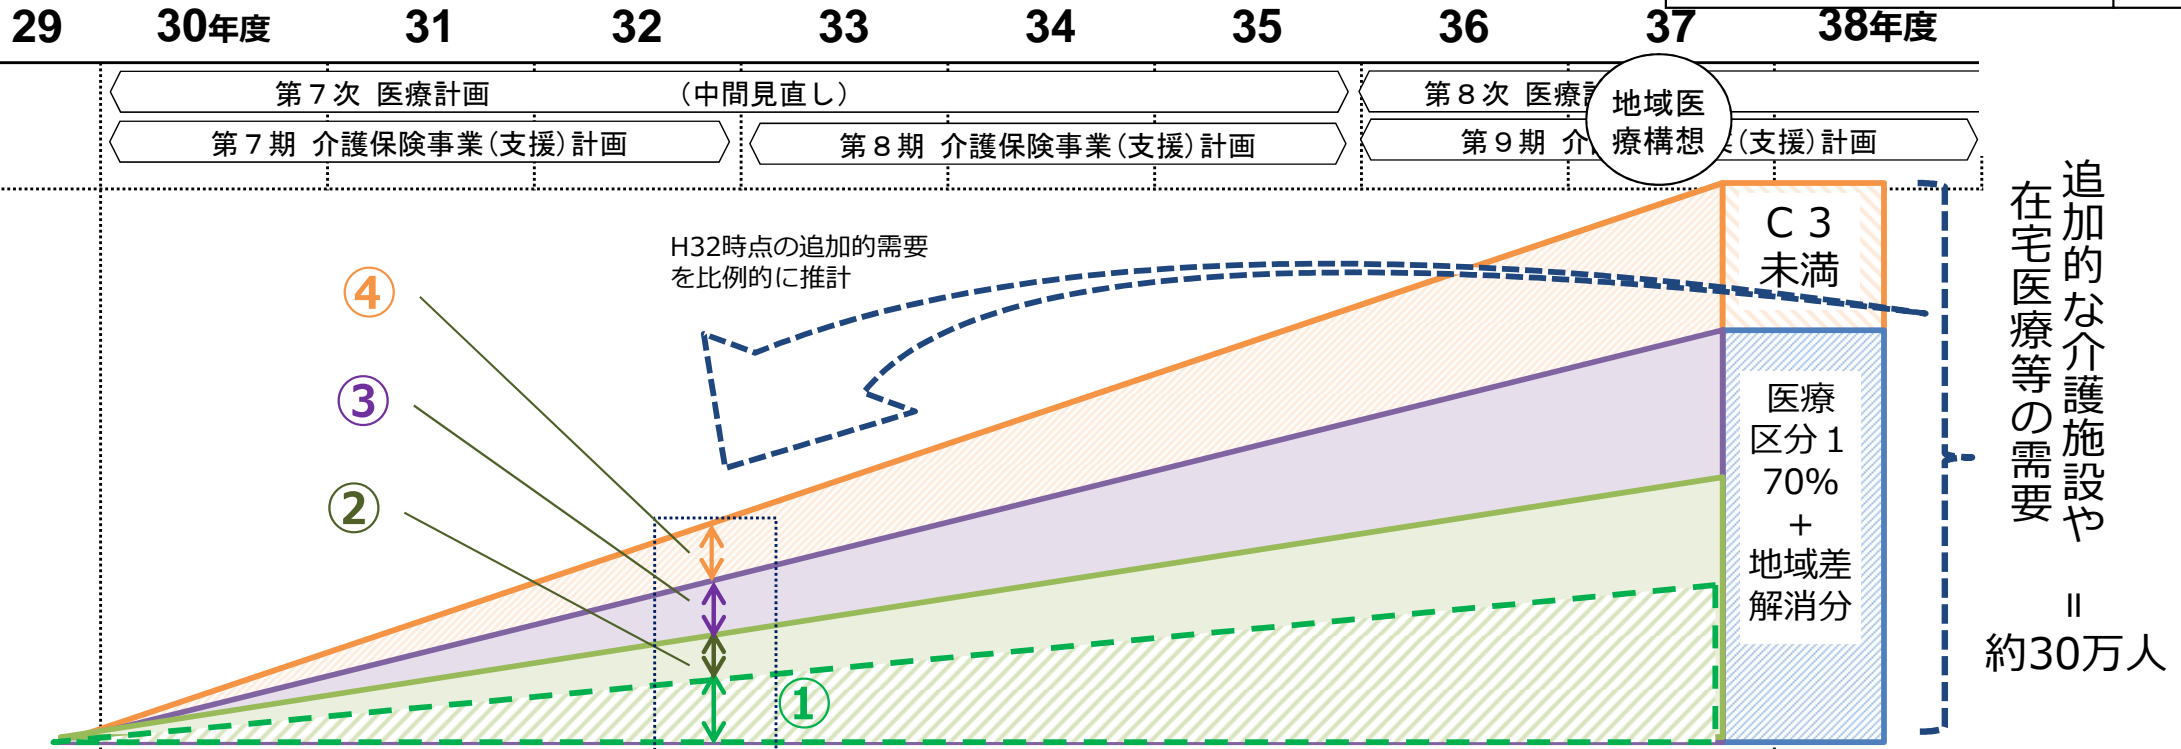 29 30年度 31 32 33 34 35 36 37 38年度
第７次 医療計画 （中間見直し）
第８次 医療
地域医
療構想
第７期 介護保険事業（支援）計画
第８期 介護保険事業（支援）計画
第９期 介
（支援）計画
H32時点の追加的需要
を比例的に推計
④
③
②
①
C 3
未満
医療
区分１
70%
+
地域差
解消分
追加的な介護施設や
在宅医療等の需要
＝
約30万人